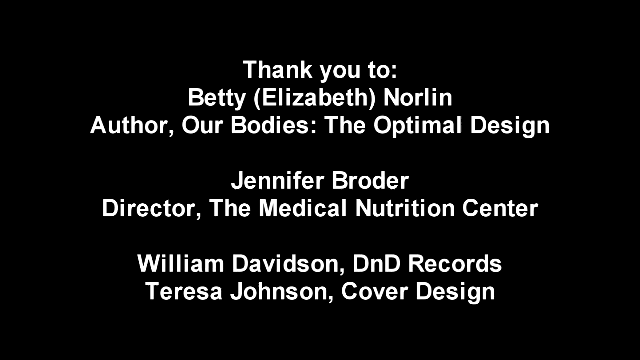 Thank you to:
Betty (Elizabeth) Norlin
Author, Our Bodies: The Optimal Design
Jennifer Broder
Director, The Medical Nutrition Center
William Davidson, DnD Records
Teresa Johnson, Cover Design